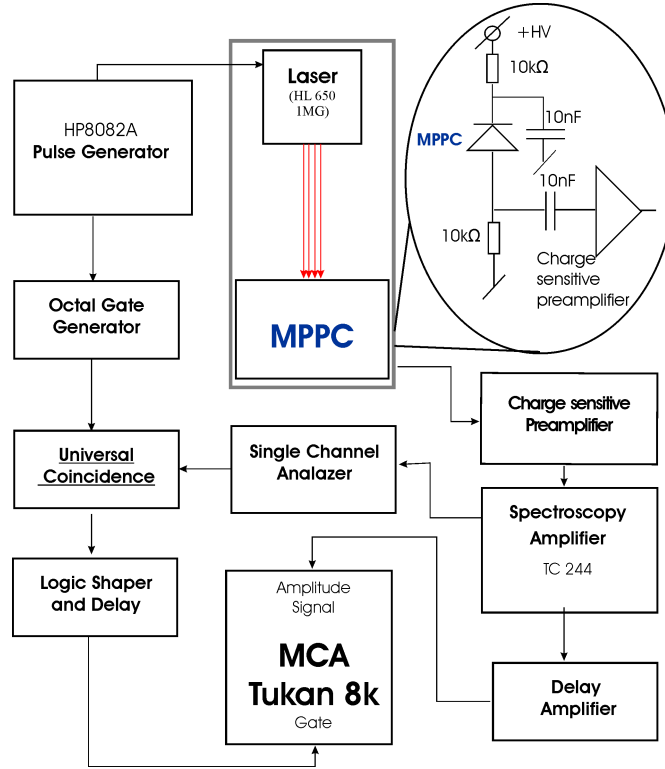 HP8082A
Pulse Generator
Laser
(HL 650
1MG)
+HV
10kΩ
10nF
MPPC
10nF
10kΩ
Charge
sensitive
preamplifier
Octal Gate
Generator
MPPC
Charge sensitive
Preamplifier
Universal
Coincidence
Single Channel
Analazer
Spectroscopy
Amplifier
TC 244
Logic Shaper
and Delay
Amplitude
Signal
MCA
Tukan 8k
Gate
Delay
Amplifier